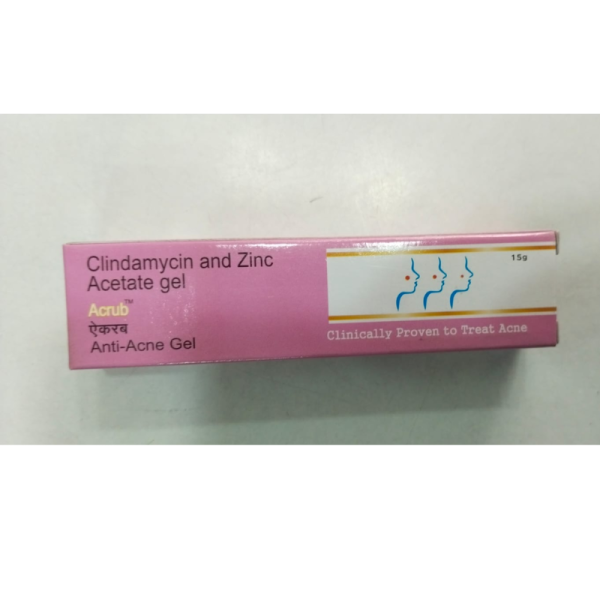 Clindamycin and Zinc
Acetate gel
Acrub™
ऐकरब
Anti-Acne Gel
15g
Clinically Proven to Treat Acne